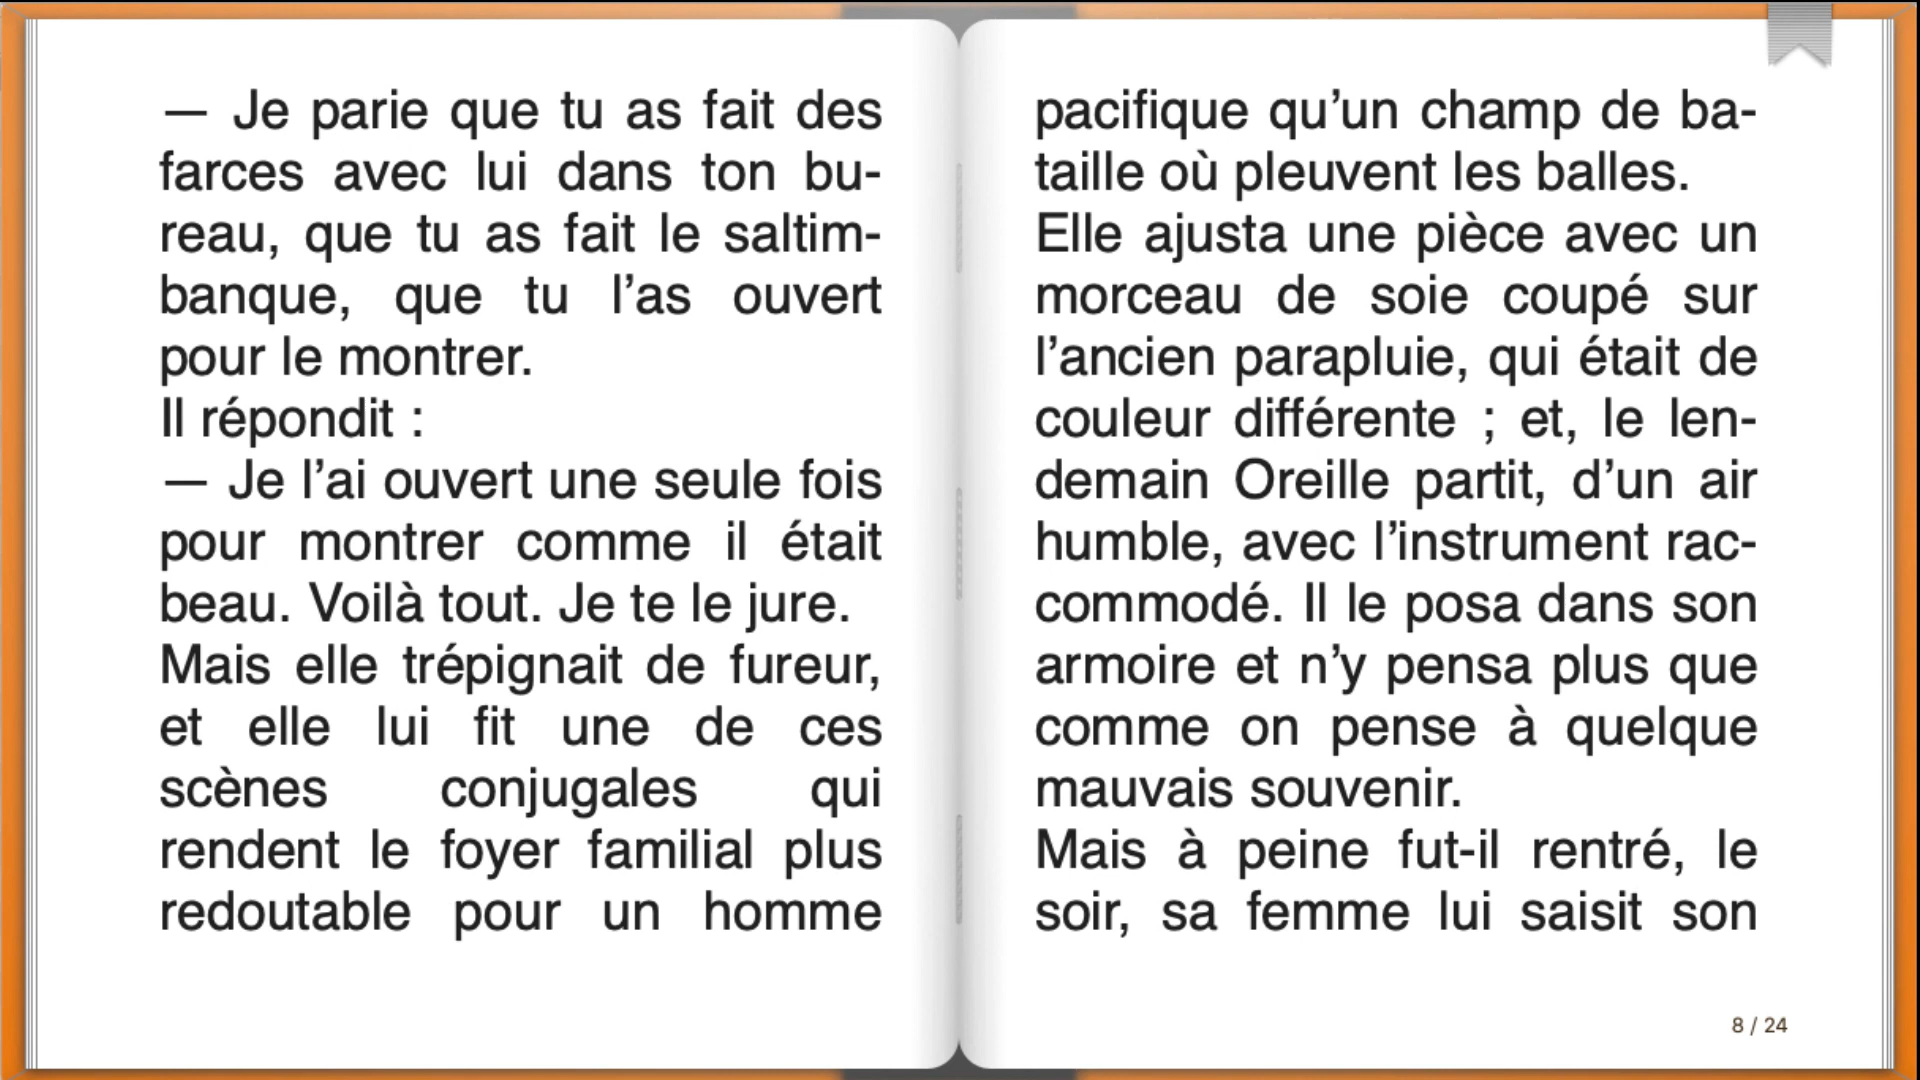 — Je parie que tu as fait des
farces avec lui dans ton bu-
reau, que tu as fait le saltim-
banque, que tu l’as ouvert
pour le montrer.
Il répondit :
— Je l’ai ouvert une seule fois
pour montrer comme il était
beau. Voilà tout. Je te le jure.
Mais elle trépignait de fureur,
et elle lui fit une de ces
scènes conjugales qui
rendent le foyer familial plus
redoutable pour un homme
pacifique qu’un champ de ba-
taille où pleuvent les balles.
Elle ajusta une pièce avec un
morceau de soie coupé sur
l’ancien parapluie, qui était de
couleur différente ; et, le len-
demain Oreille partit, d’un air
humble, avec l’instrument rac-
commodé. Il le posa dans son
armoire et n’y pensa plus que
comme on pense à quelque
mauvais souvenir.
Mais à peine fut-il rentré, le
soir, sa femme lui saisit son
8 / 24